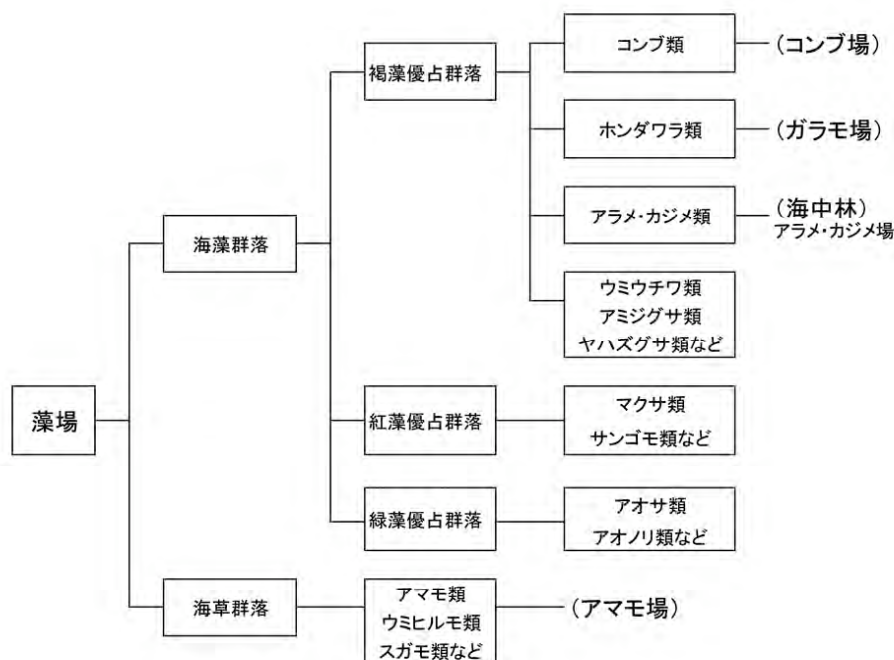 藻場
海藻群落
褐藻優占群落
コンブ類
(コンブ場)
ホンダワラ類
(ガラモ場)
アラメ・カジメ類
(海中林)
アラメ・カジメ場
ウミウチワ類
アミジグサ類
ヤハズグサ類など
紅藻優占群落
マクサ類
サンゴモ類など
緑藻優占群落
アオサ類
アオノリ類など
海草群落
アマモ類
ウミヒルモ類
スガモ類など
(アマモ場)